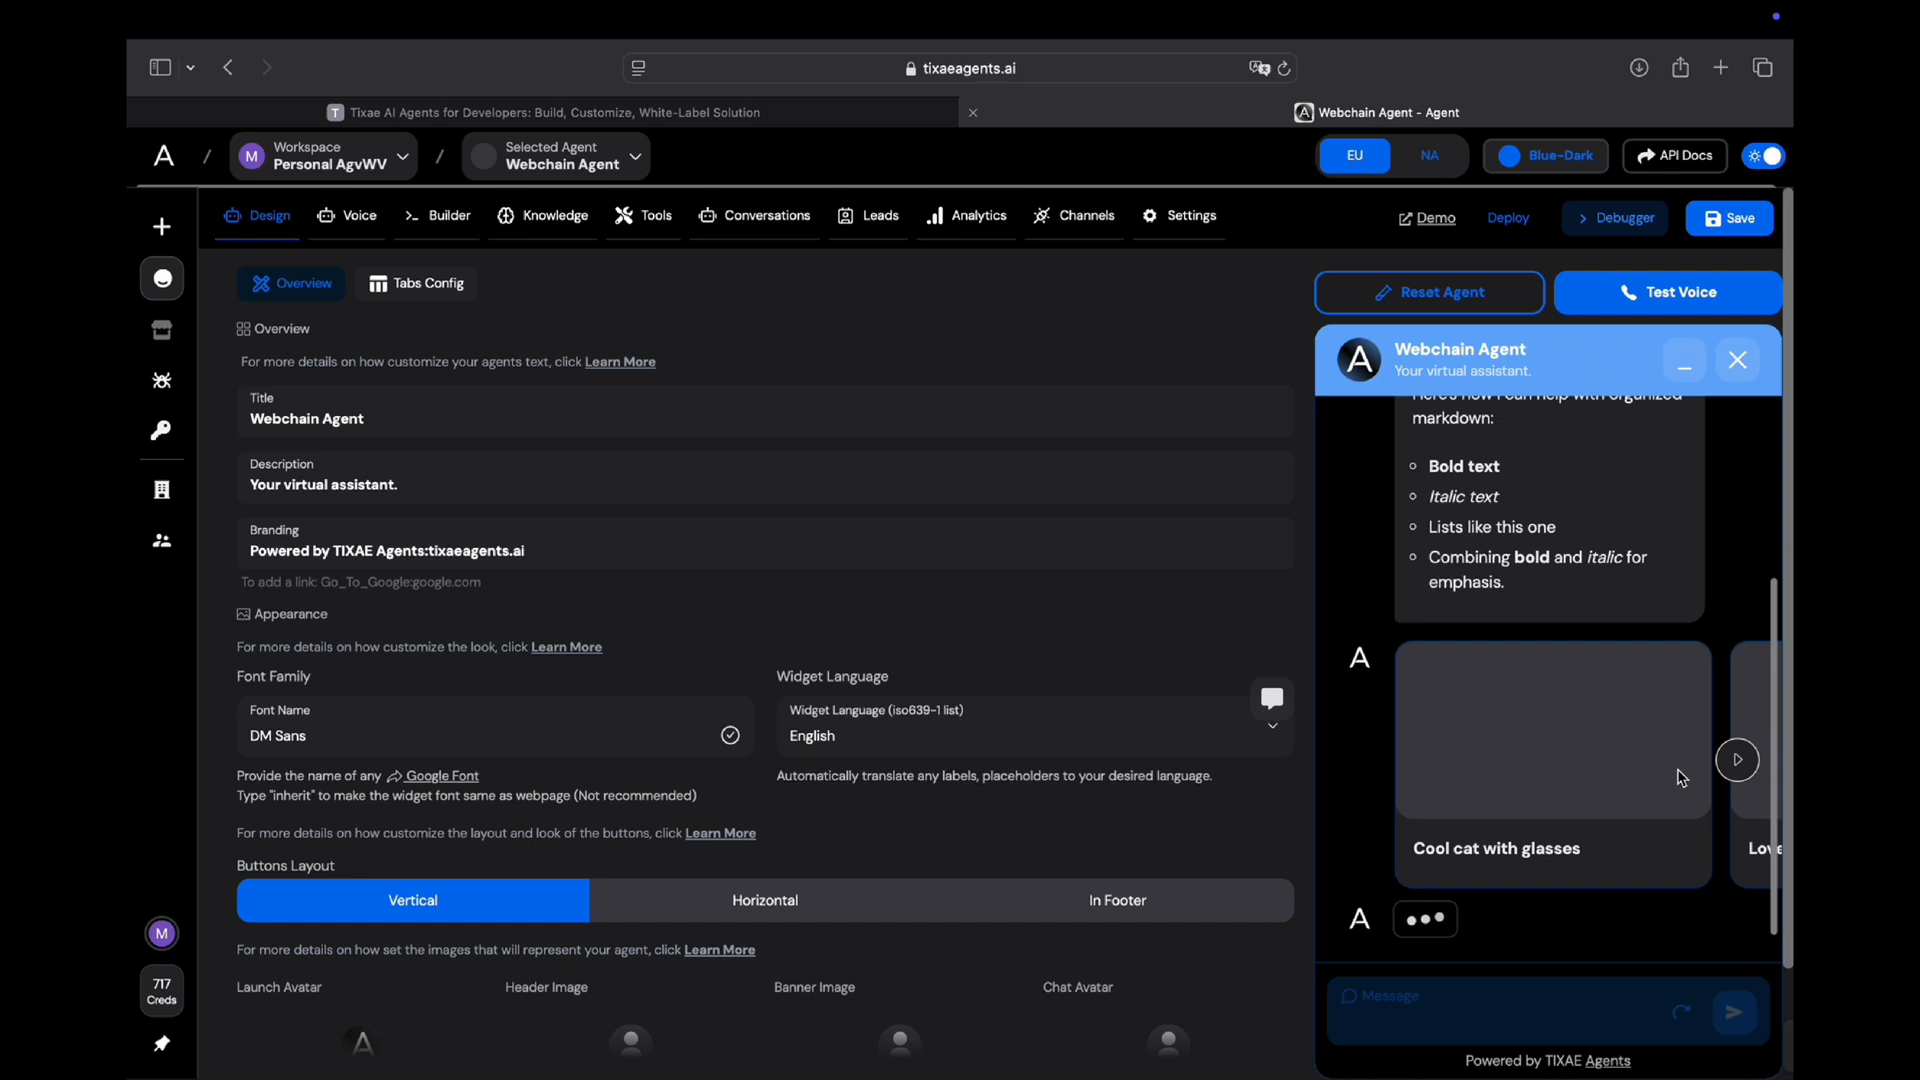 tixaeagents.ai
T Tixae AI Agents for Developers: Build, Customize, White-Label Solution
Webchain Agent - Agent
Workspace
M Personal AgvWV
Selected Agent
Webchain Agent
EU
NA
Blue-Dark
API Docs
Design
Voice
Builder
Knowledge
Tools
Conversations
Leads
Analytics
Channels
Settings
Demo
Deploy
Debugger
Save
Overview
Tabs Config
Overview
For more details on how customize your agents text, click Learn More
Title
Webchain Agent
Description
Your virtual assistant.
Branding
Powered by TIXAE Agents:tixaeagents.ai
To add a link: Go_To_Google:google.com
Appearance
For more details on how customize the look, click Learn More
Font Family
Font Name
DM Sans
Provide the name of any Google Font
Type "inherit" to make the widget font same as webpage (Not recommended)
Widget Language
Widget Language (iso639-1 list)
English
Automatically translate any labels, placeholders to your desired language.
For more details on how customize the layout and look of the buttons, click Learn More
Buttons Layout
Vertical
Horizontal
In Footer
For more details on how set the images that will represent your agent, click Learn More
Launch Avatar
Header Image
Banner Image
Chat Avatar
M
717
Creds
Reset Agent
Test Voice
Webchain Agent
Your virtual assistant.
Here's how I can help with organized
markdown:
Bold text
Italic text
Lists like this one
Combining bold and italic for
emphasis.
Cool cat with glasses
Message
Powered by TIXAE Agents